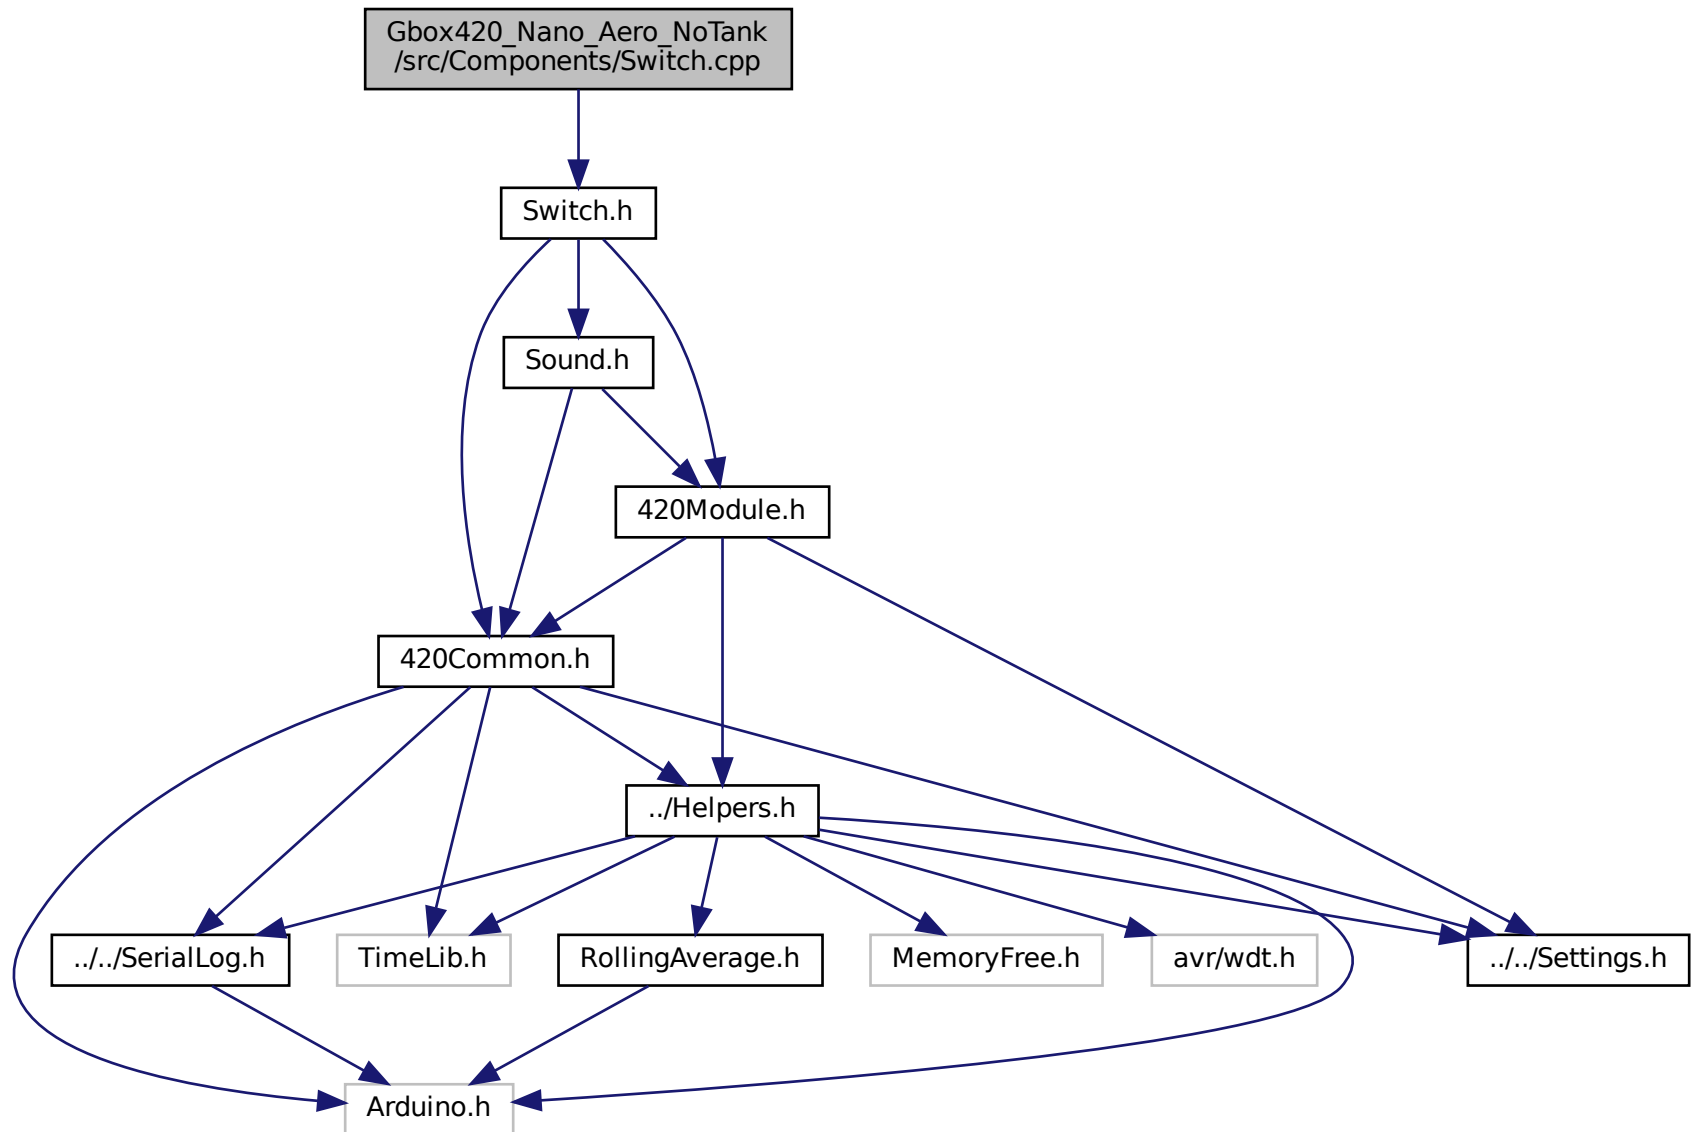 Gbox420_Nano_Aero_NoTank
/src/Components/Switch.cpp
Switch.h
Sound.h
420Module.h
420Common.h
../Helpers.h
../../SerialLog.h
TimeLib.h
RollingAverage.h
MemoryFree.h
avr/wdt.h
../../Settings.h
Arduino.h